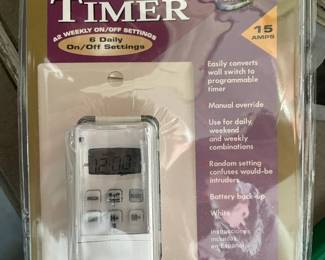 TIMER
42 WEEKLY ON/OFF SETTINGS
6 Daily
On/Off Settings
15
AMPS
Easily converts
wall switch to
programmable
timer
Manual override
Use for daily,
weekend
and weekly
combinations
Random setting
confuses would-be
intruders
Battery back-up
White
Instrucciones
incluidas
en Español